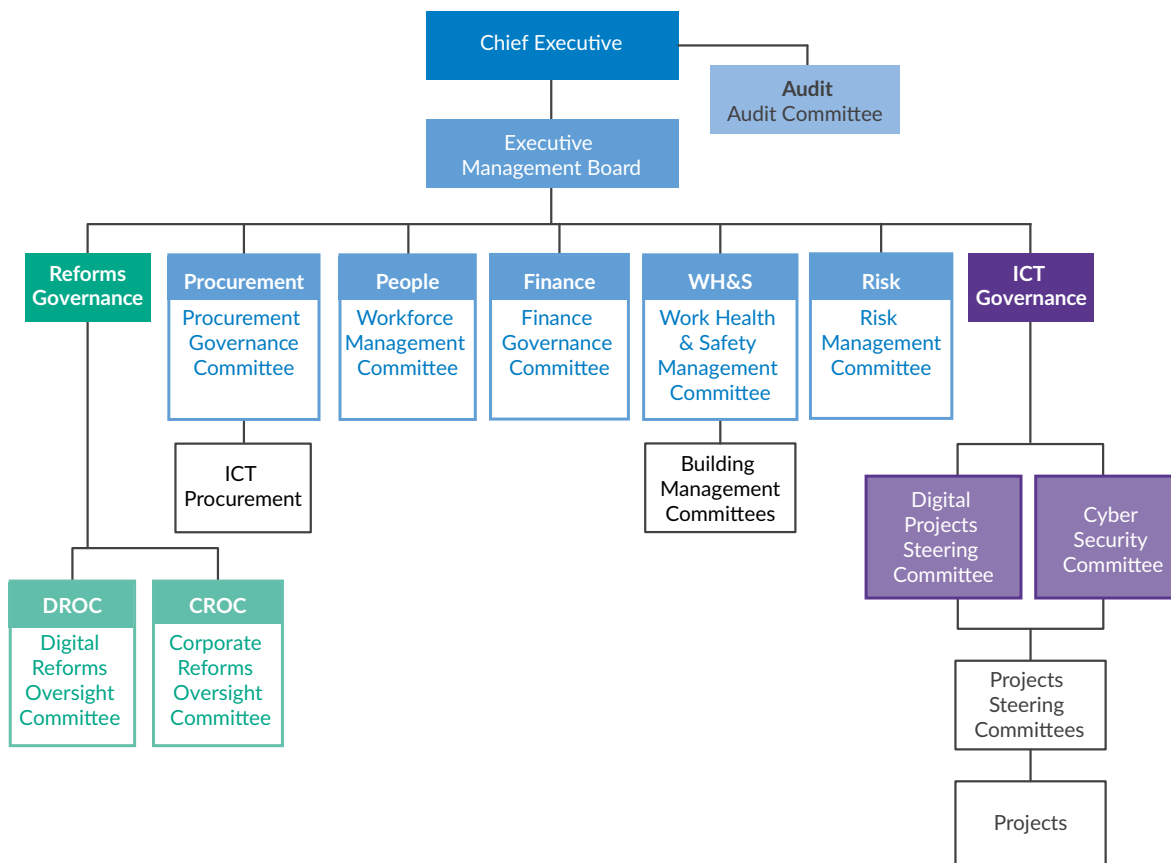 Chief Executive
Audit
Audit Committee
Executive
Management Board
Reforms
Governance
Procurement
Procurement
Governance
Committee
People
Workforce
Management
Committee
Finance
Finance
Governance
Committee
WH&S
Work Health
& Safety
Management
Committee
Risk
Risk
Management
Committee
ICT
Governance
ICT
Procurement
Building
Management
Committees
Digital
Projects
Steering
Committee
Cyber
Security
Committee
DROC
Digital
Reforms
Oversight
Committee
CROC
Corporate
Reforms
Oversight
Committee
Projects
Steering
Committees
Projects